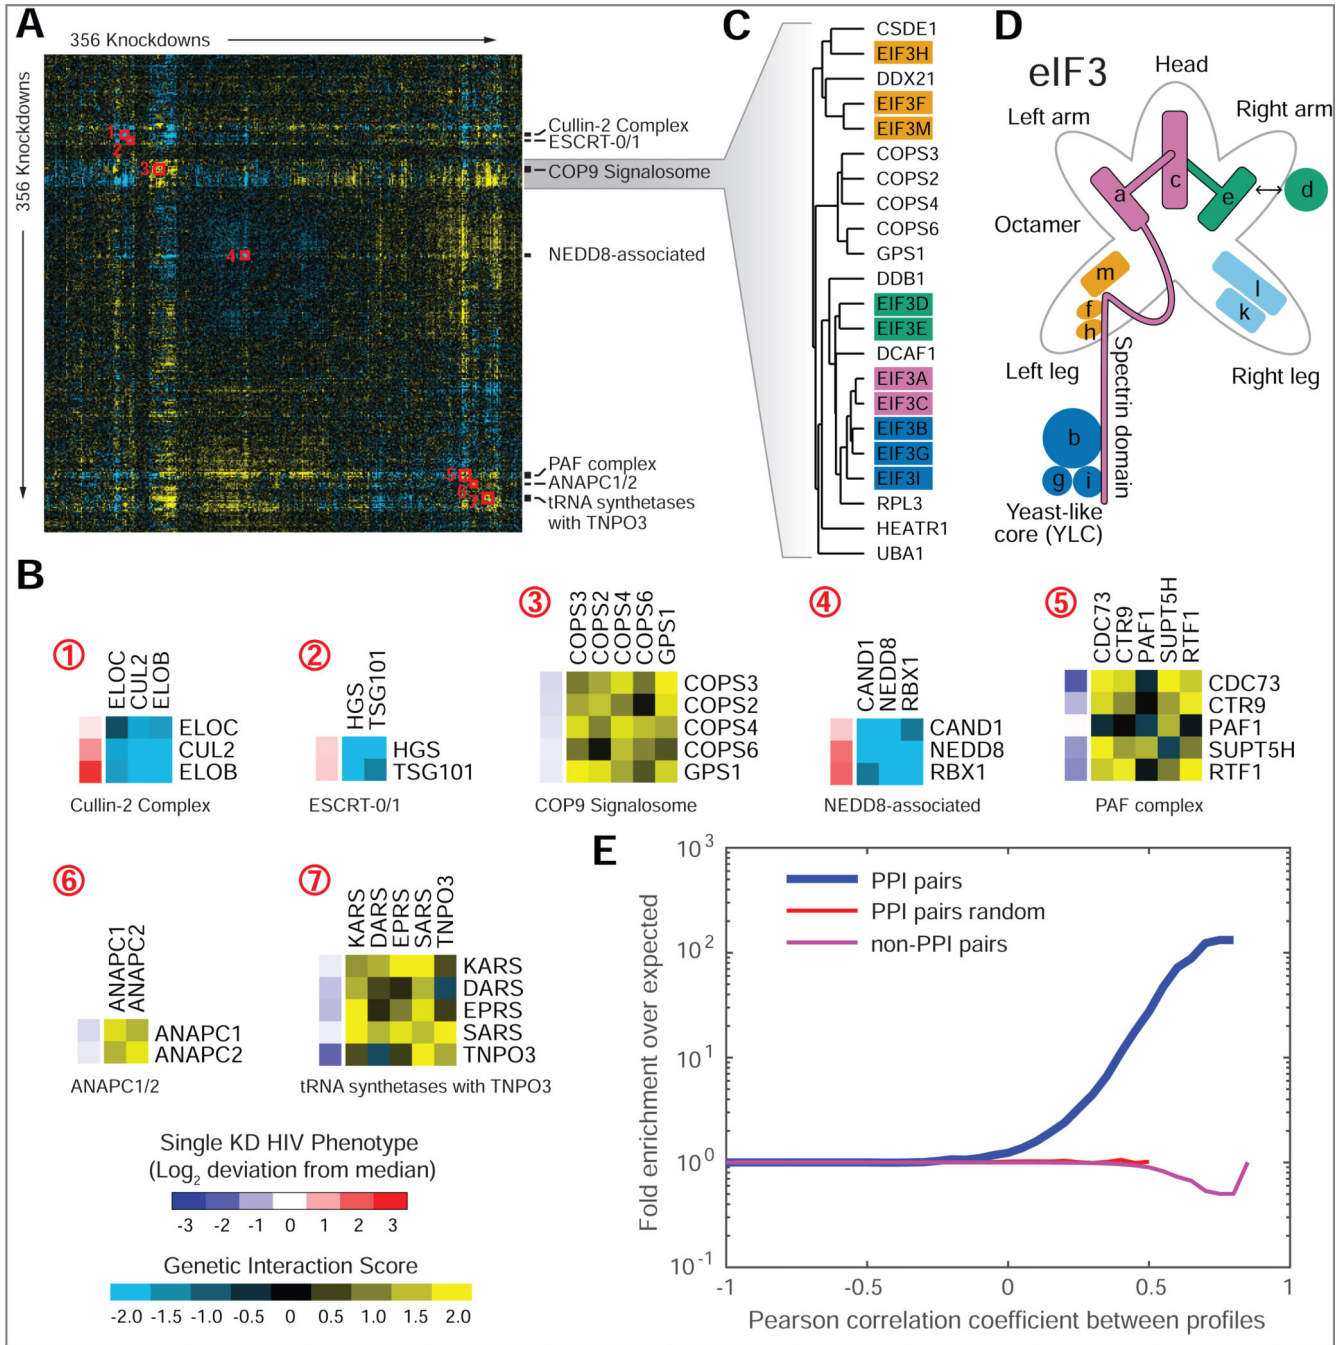 A
356 Knockdowns
356 Knockdowns
1
2
3
4
5
6
7
Cullin-2 Complex
ESCRT-0/1
COP9 Signalosome
NEDD8-associated
PAF complex
ANAPC1/2
tRNA synthetases
with TNPO3
C
CSDE1
EIF3H
DDX21
EIF3F
EIF3M
COPS3
COPS2
COPS4
COPS6
GPS1
DDB1
EIF3D
EIF3E
DCAF1
EIF3A
EIF3C
EIF3B
EIF3G
EIF3I
RPL3
HEATR1
UBA1
D
eIF3
Head
Left arm
Right arm
a
c
e
d
Octamer
m
f
h
l
k
Left leg
Right leg
Spectrin domain
b
g
i
Yeast-like
core (YLC)
B
1
ELOC
CUL2
ELOB
ELOC
CUL2
ELOB
Cullin-2 Complex
2
HGS
TSG101
HGS
TSG101
ESCRT-0/1
3
COPS3
COPS2
COPS4
COPS6
GPS1
COPS3
COPS2
COPS4
COPS6
GPS1
COP9 Signalosome
4
CAND1
NEDD8
RBX1
CAND1
NEDD8
RBX1
NEDD8-associated
5
CDC73
CTR9
PAF1
SUPT5H
RTF1
CDC73
CTR9
PAF1
SUPT5H
RTF1
PAF complex
6
ANAPC1
ANAPC2
ANAPC1
ANAPC2
ANAPC1/2
7
KARS
DARS
EPRS
SARS
TNPO3
KARS
DARS
EPRS
SARS
TNPO3
tRNA synthetases with TNPO3
Single KD HIV Phenotype
(Log2 deviation from median)
-3 -2 -1 0 1 2 3
Genetic Interaction Score
-2.0 -1.5 -1.0 -0.5 0 0.5 1.0 1.5 2.0
E
PPI pairs
PPI pairs random
non-PPI pairs
Fold enrichment over expected
10^3
10^2
10^1
10^0
10^-1
-1 -0.5 0 0.5 1
Pearson correlation coefficient between profiles